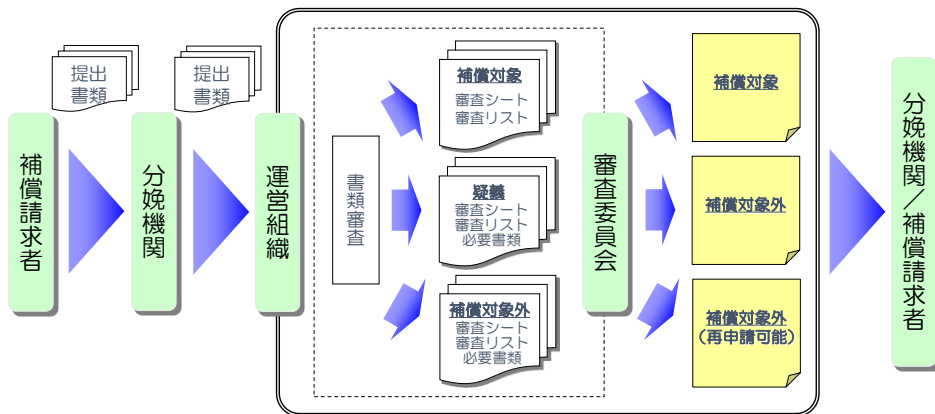 補償請求者
提出
書類
分娩機関
提出
書類
運営組織
書類審査
補償対象
審査シート
審査リスト
疑義
審査シート
審査リスト
必要書類
補償対象外
審査シート
審査リスト
必要書類
審査委員会
補償対象
補償対象外
補償対象外
（再申請可能）
分娩機関／補償請求者